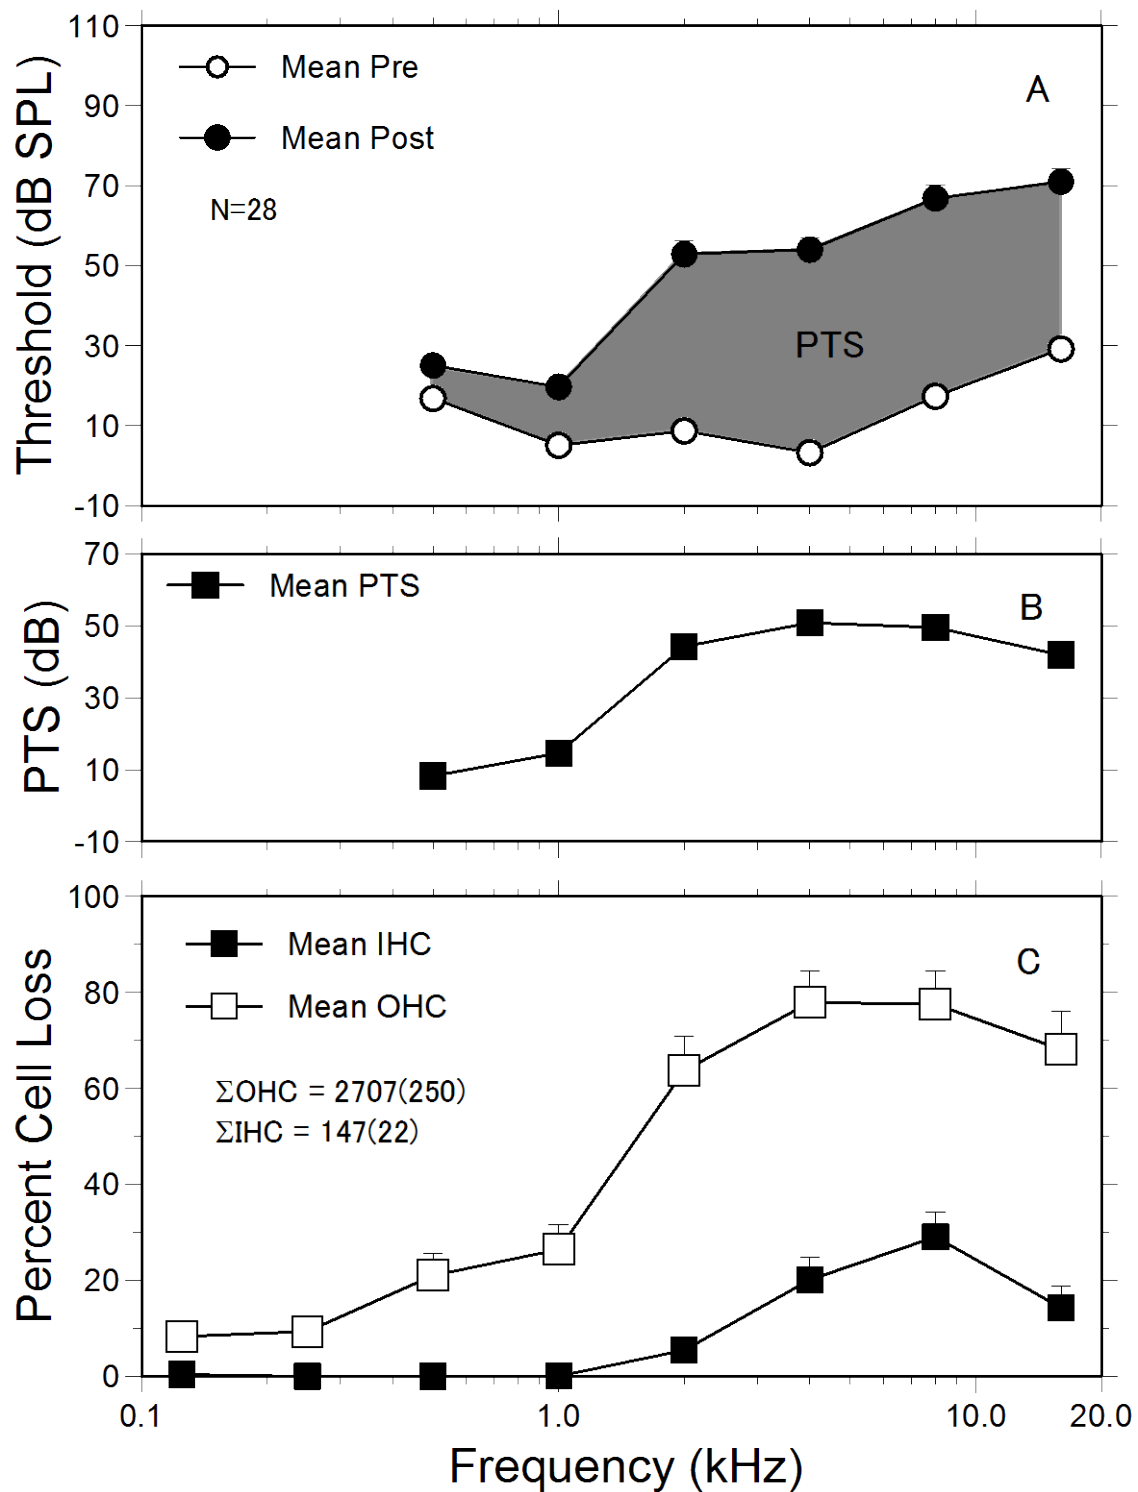 110
90
70
50
30
10
-10
Threshold (dB SPL)
Mean Pre
Mean Post
N=28
A
PTS
70
50
30
10
-10
PTS (dB)
Mean PTS
B
100
80
60
40
20
0
Percent Cell Loss
Mean IHC
Mean OHC
C
ΣOHC = 2707(250)
ΣIHC = 147(22)
0.1 1.0 10.0 20.0
Frequency (kHz)